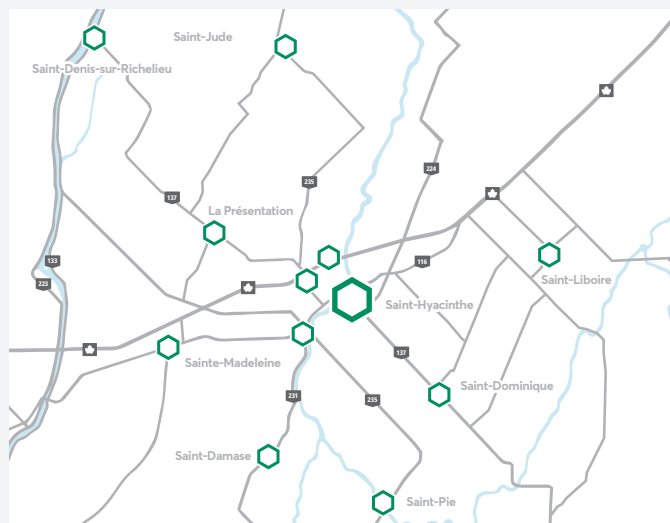 Saint-Jude
Saint-Denis-sur-Richelieu
224
235
137
La Présentation
133
116
223
Saint-Liboire
Saint-Hyacinthe
137
Sainte-Madeleine
Saint-Dominique
231
235
Saint-Damase
Saint-Pie